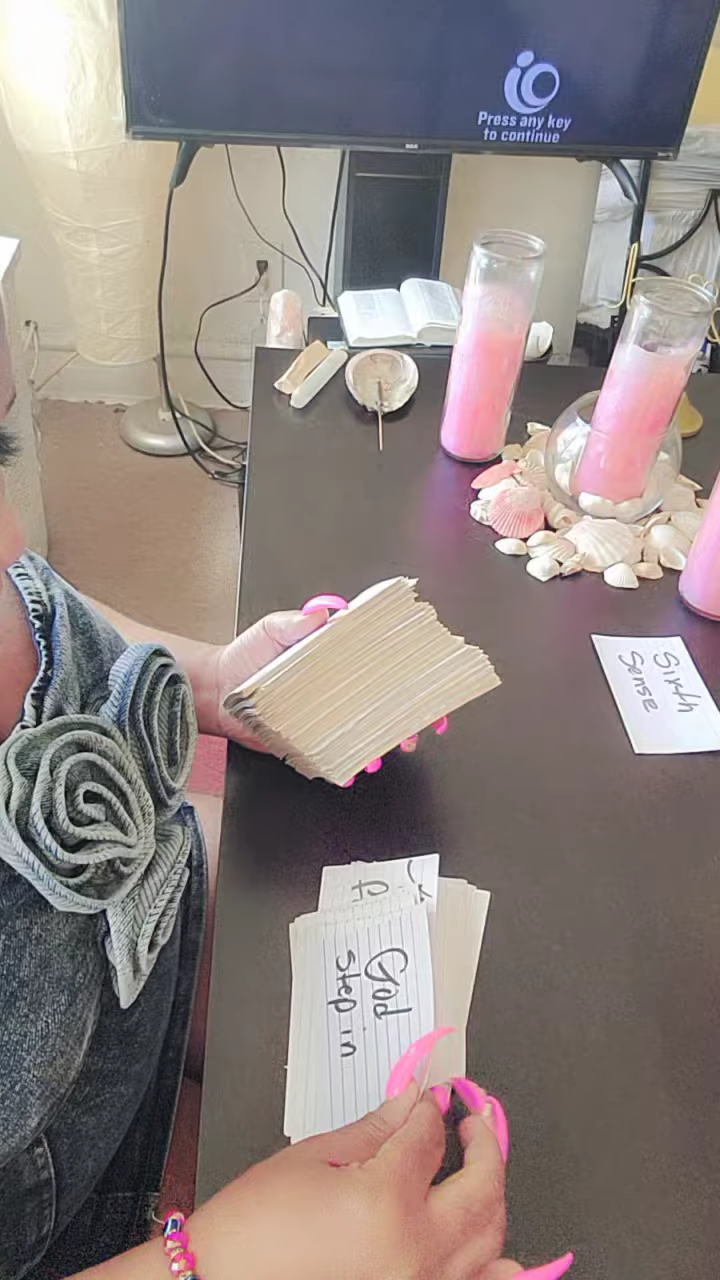 Press any key
to continue
Sixth
Sense
God
step in